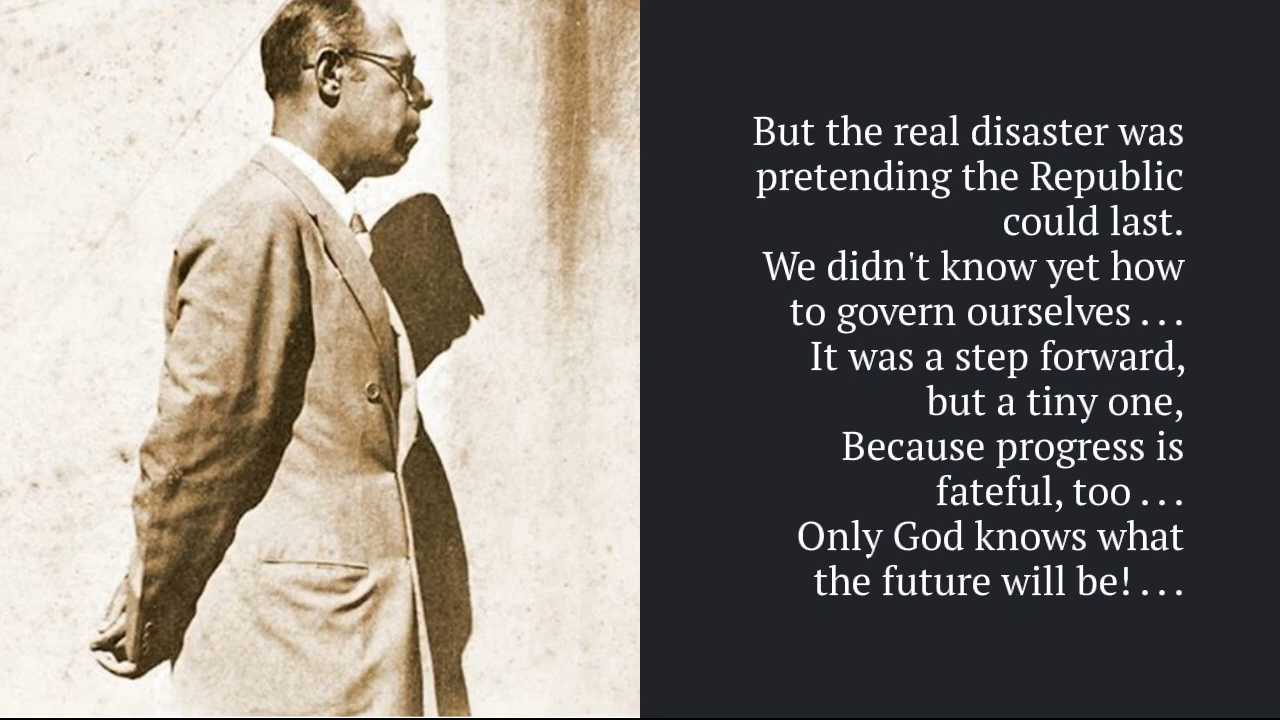 But the real disaster was
pretending the Republic
could last.
We didn't know yet how
to govern ourselves . . .
It was a step forward,
but a tiny one,
Because progress is
fateful, too . . .
Only God knows what
the future will be! . . .